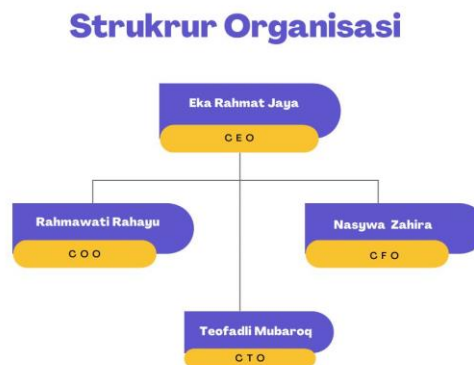 Strukrur Organisasi
Eka Rahmat Jaya
CEO
Rahmawati Rahayu
COO
Nasywa Zahira
CFO
Teofadli Mubaroq
CTO